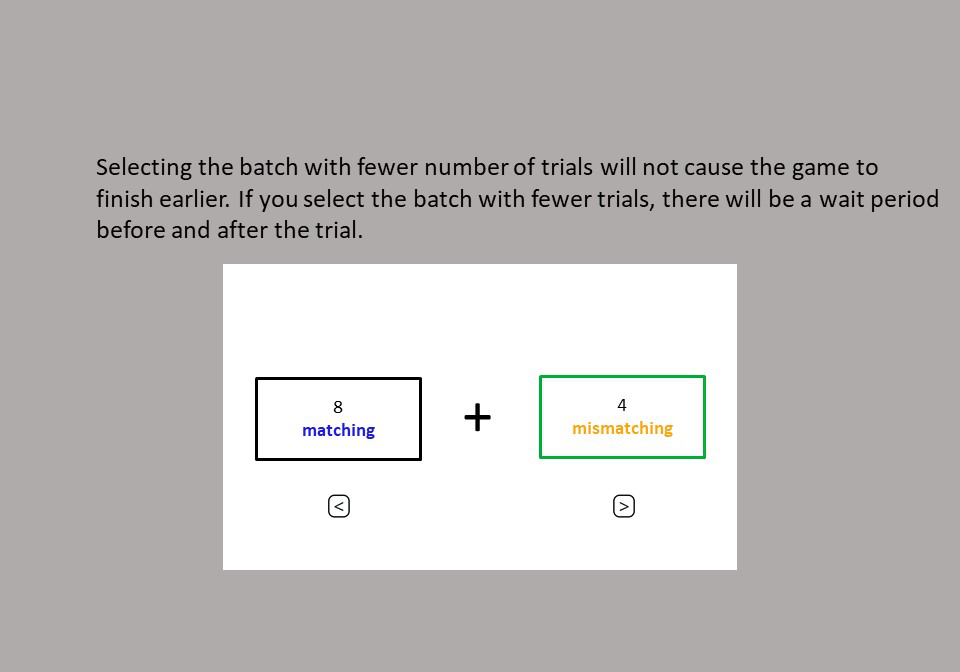 Selecting the batch with fewer number of trials will not cause the game to
finish earlier. If you select the batch with fewer trials, there will be a wait period
before and after the trial.
8
matching
+
4
mismatching
<
>